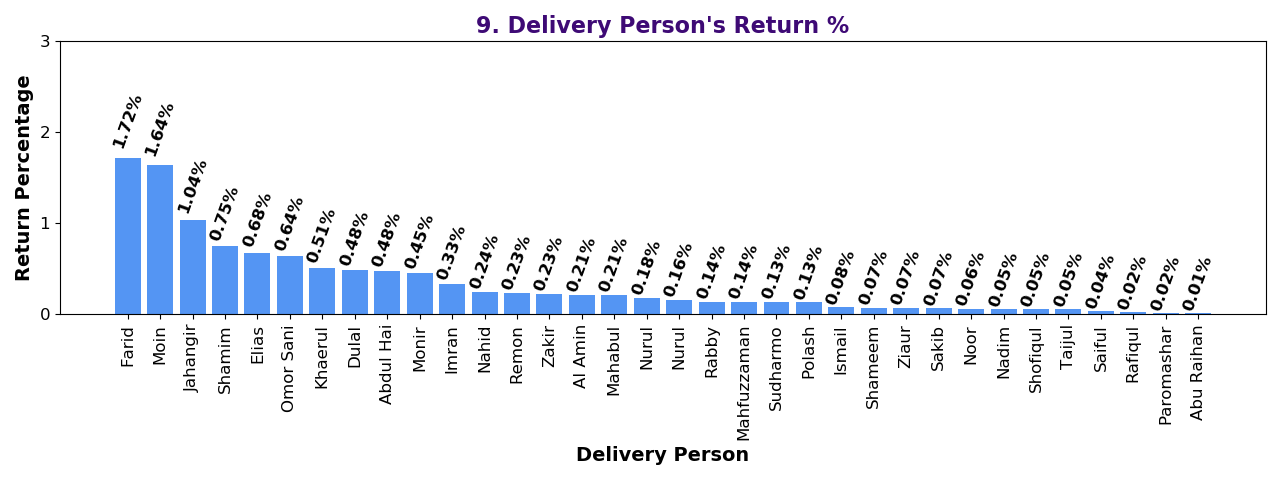 9. Delivery Person's Return %
Return Percentage
3
2
1
0
1.72%
1.64%
1.04%
0.75%
0.68%
0.64%
0.51%
0.48%
0.48%
0.45%
0.33%
0.24%
0.23%
0.23%
0.21%
0.21%
0.18%
0.16%
0.14%
0.14%
0.13%
0.13%
0.08%
0.07%
0.07%
0.07%
0.06%
0.05%
0.05%
0.05%
0.04%
0.02%
0.02%
0.01%
Farid
Moin
Jahangir
Shamim
Elias
Omor Sani
Khaerul
Dulal
Abdul Hai
Monir
Imran
Nahid
Remon
Zakir
Al Amin
Mahabul
Nurul
Nurul
Rabby
Mahfuzzaman
Sudharmo
Polash
Ismail
Shameem
Ziaur
Sakib
Noor
Nadim
Shofiqul
Taijul
Saiful
Rafiqul
Paromashar
Abu Raihan
Delivery Person